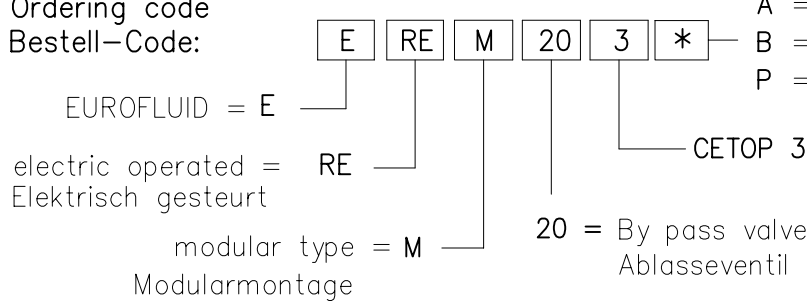 Ordering code
Bestell-Code:
E RE M 20 3 *
A =
B =
P =
EUROFLUID = E
CETOP 3
electric operated = RE
Elektrisch gesteurt
20 = By pass valve
Ablasseventil
modular type = M
Modularmontage